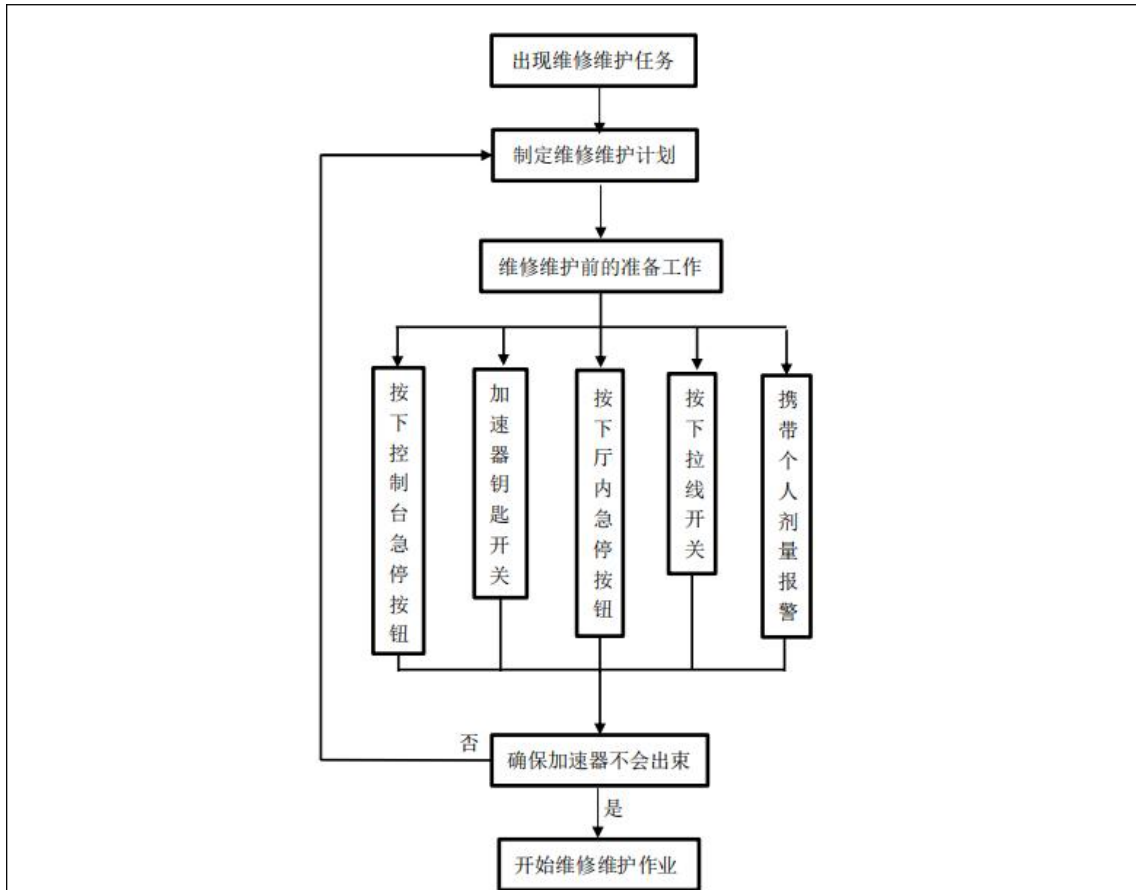 出现维修维护任务
制定维修维护计划
维修维护前的准备工作
按下控制台急停按钮
加速器钥匙开关
按下厅内急停按钮
按下拉线开关
携带个人剂量报警
否
确保加速器不会出束
是
开始维修维护作业